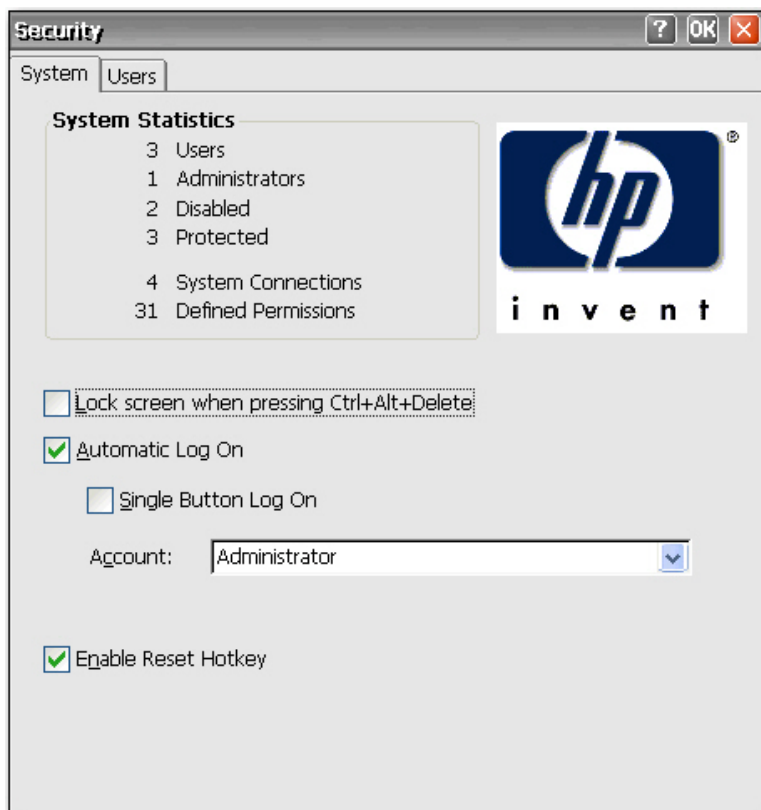 Security
? OK X
System Users
System Statistics
3 Users
1 Administrators
2 Disabled
3 Protected
4 System Connections
31 Defined Permissions
hp ®
invent
Lock screen when pressing Ctrl+Alt+Delete
Automatic Log On
Single Button Log On
Account: Administrator
Enable Reset Hotkey